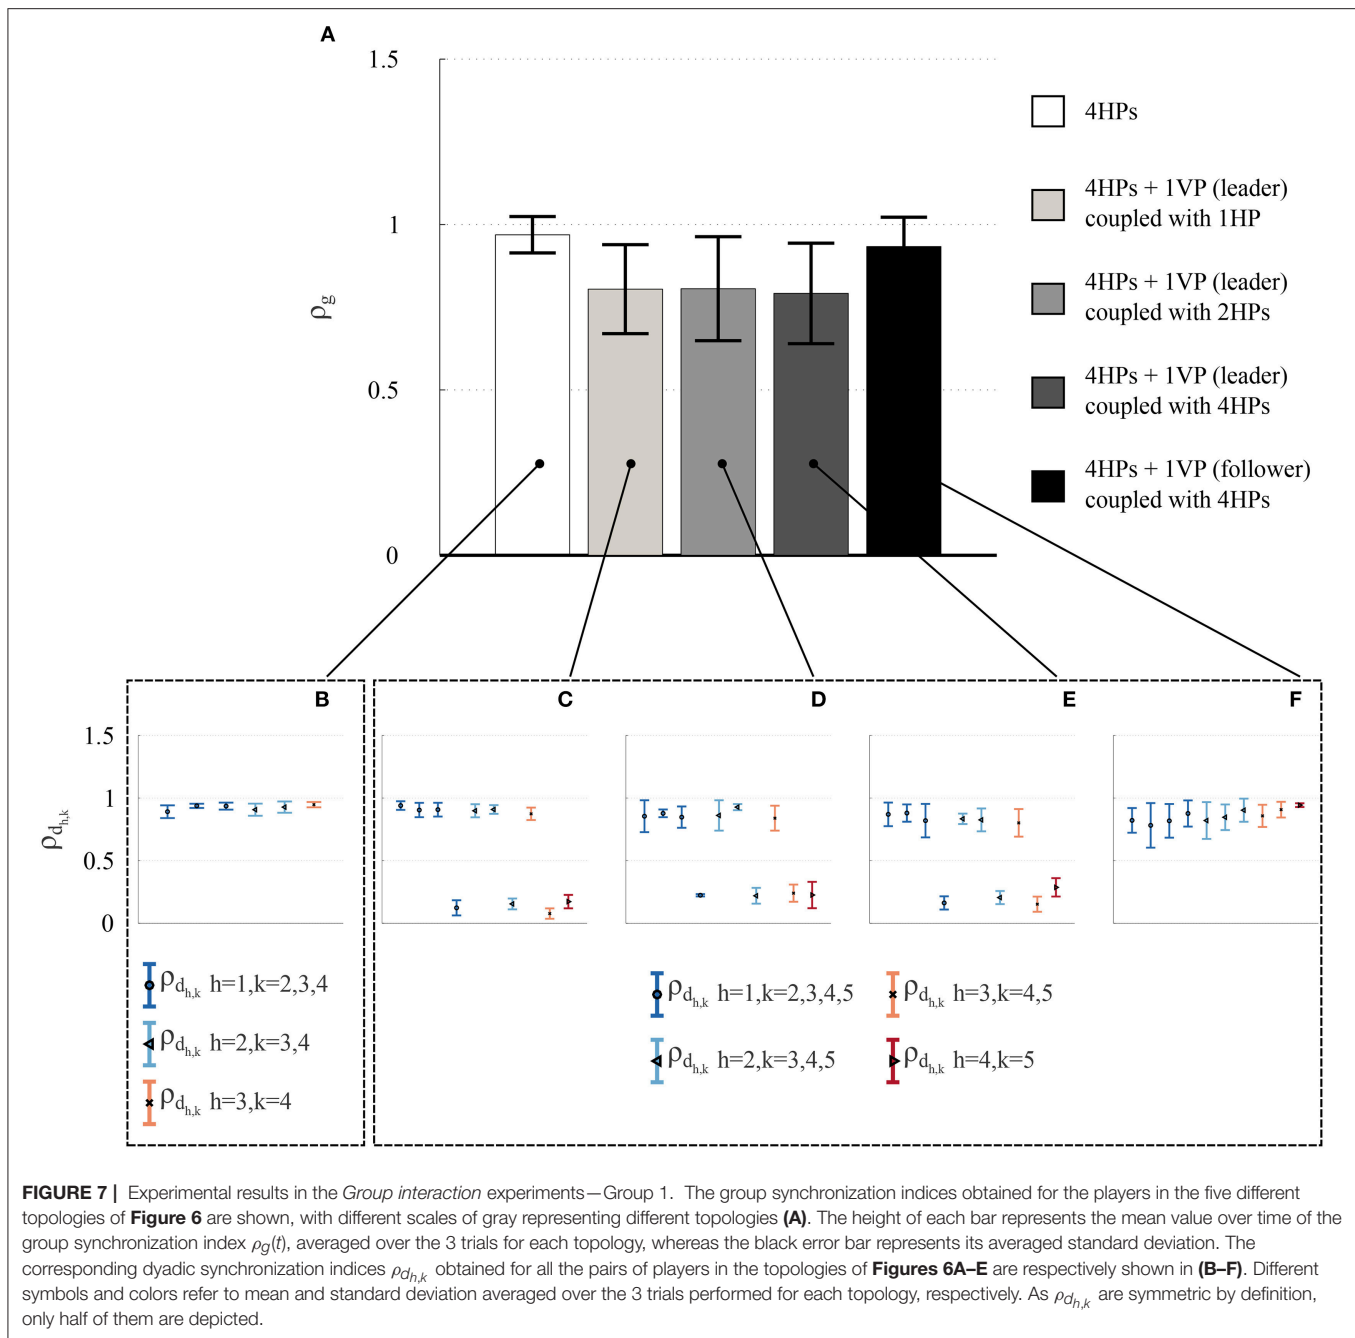 A
1.5
1
0.5
0
ρg
4HPs
4HPs + 1VP (leader)
coupled with 1HP
4HPs + 1VP (leader)
coupled with 2HPs
4HPs + 1VP (leader)
coupled with 4HPs
4HPs + 1VP (follower)
coupled with 4HPs
B
C
D
E
F
1.5
1
0.5
0
ρdh,k
ρdh,k h=1,k=2,3,4
ρdh,k h=2,k=3,4
ρdh,k h=3,k=4
ρdh,k h=1,k=2,3,4,5
ρdh,k h=2,k=3,4,5
ρdh,k h=3,k=4,5
ρdh,k h=4,k=5
FIGURE 7 | Experimental results in the Group interaction experiments—Group 1. The group synchronization indices obtained for the players in the five different
topologies of Figure 6 are shown, with different scales of gray representing different topologies (A). The height of each bar represents the mean value over time of the
group synchronization index ρg(t), averaged over the 3 trials for each topology, whereas the black error bar represents its averaged standard deviation. The
corresponding dyadic synchronization indices ρdh,k obtained for all the pairs of players in the topologies of Figures 6A–E are respectively shown in (B–F). Different
symbols and colors refer to mean and standard deviation averaged over the 3 trials performed for each topology, respectively. As ρdh,k are symmetric by definition,
only half of them are depicted.